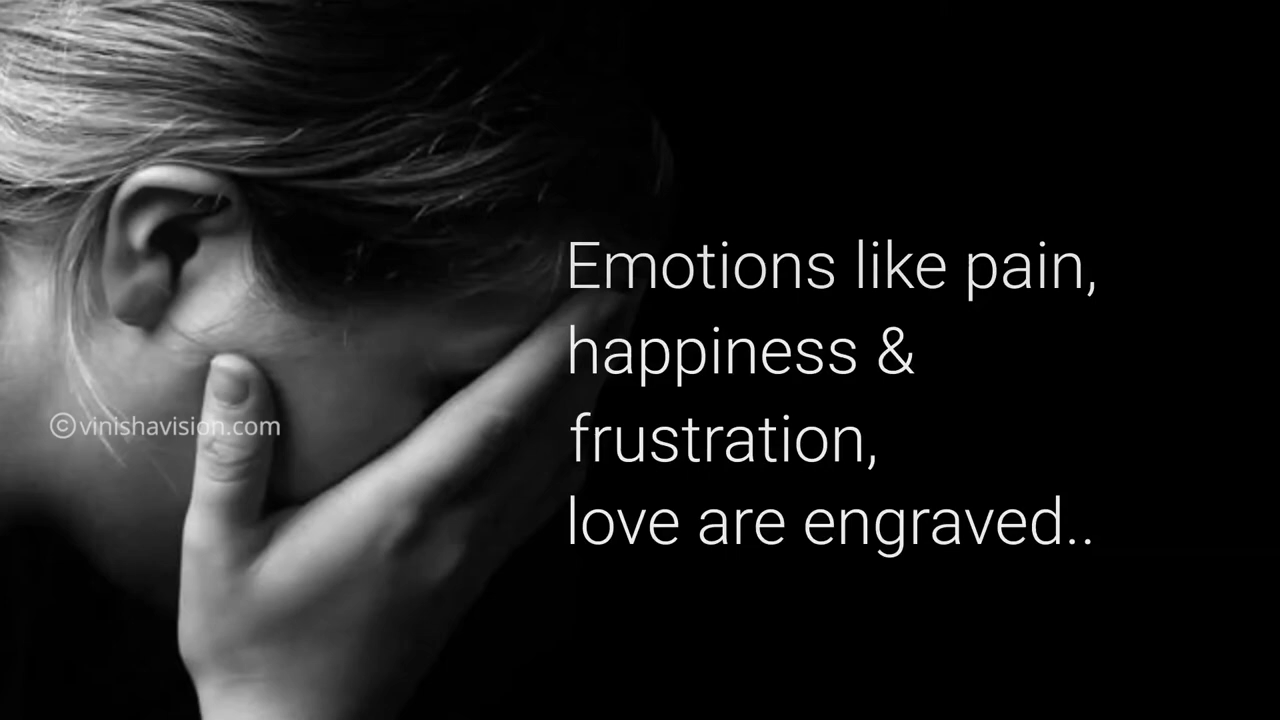 Emotions like pain,
happiness &
frustration,
love are engraved..
©vinishavision.com